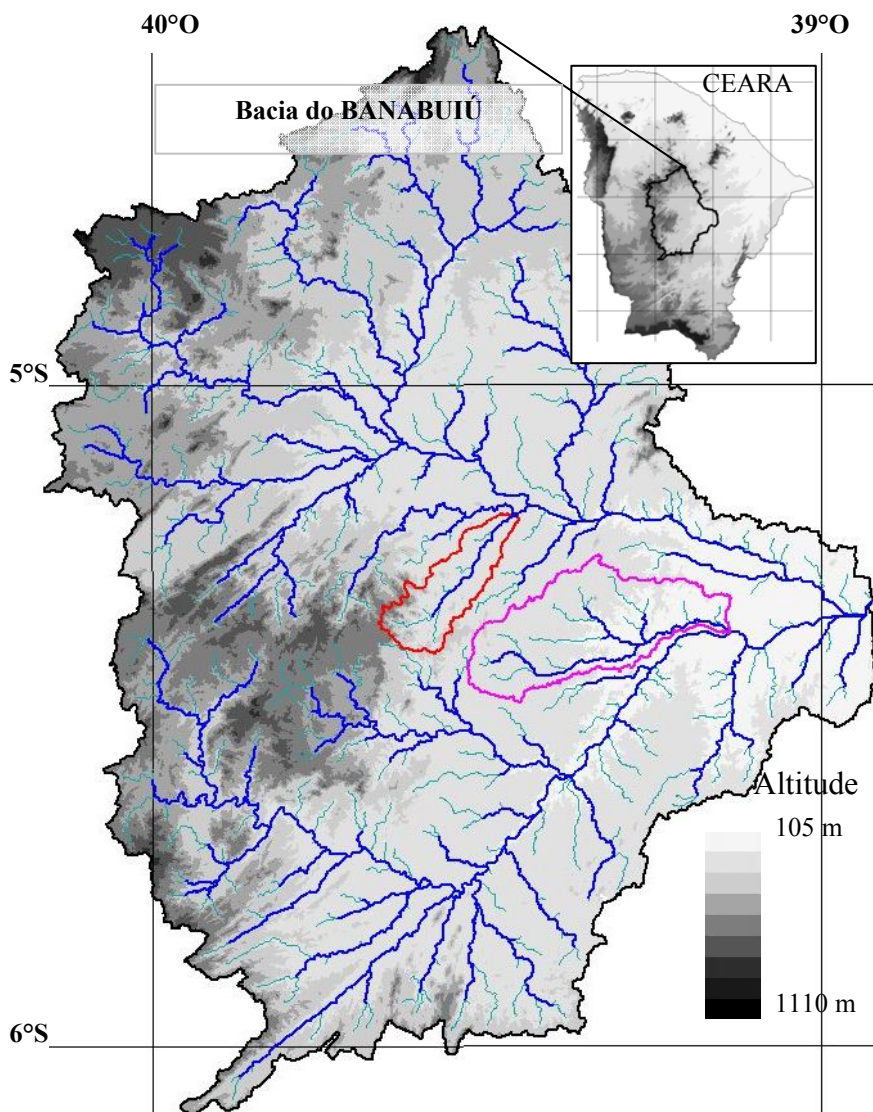 40°O
39°O
CEARA
Bacia do BANABUIÚ
5°S
Altitude
105 m
1110 m
6°S